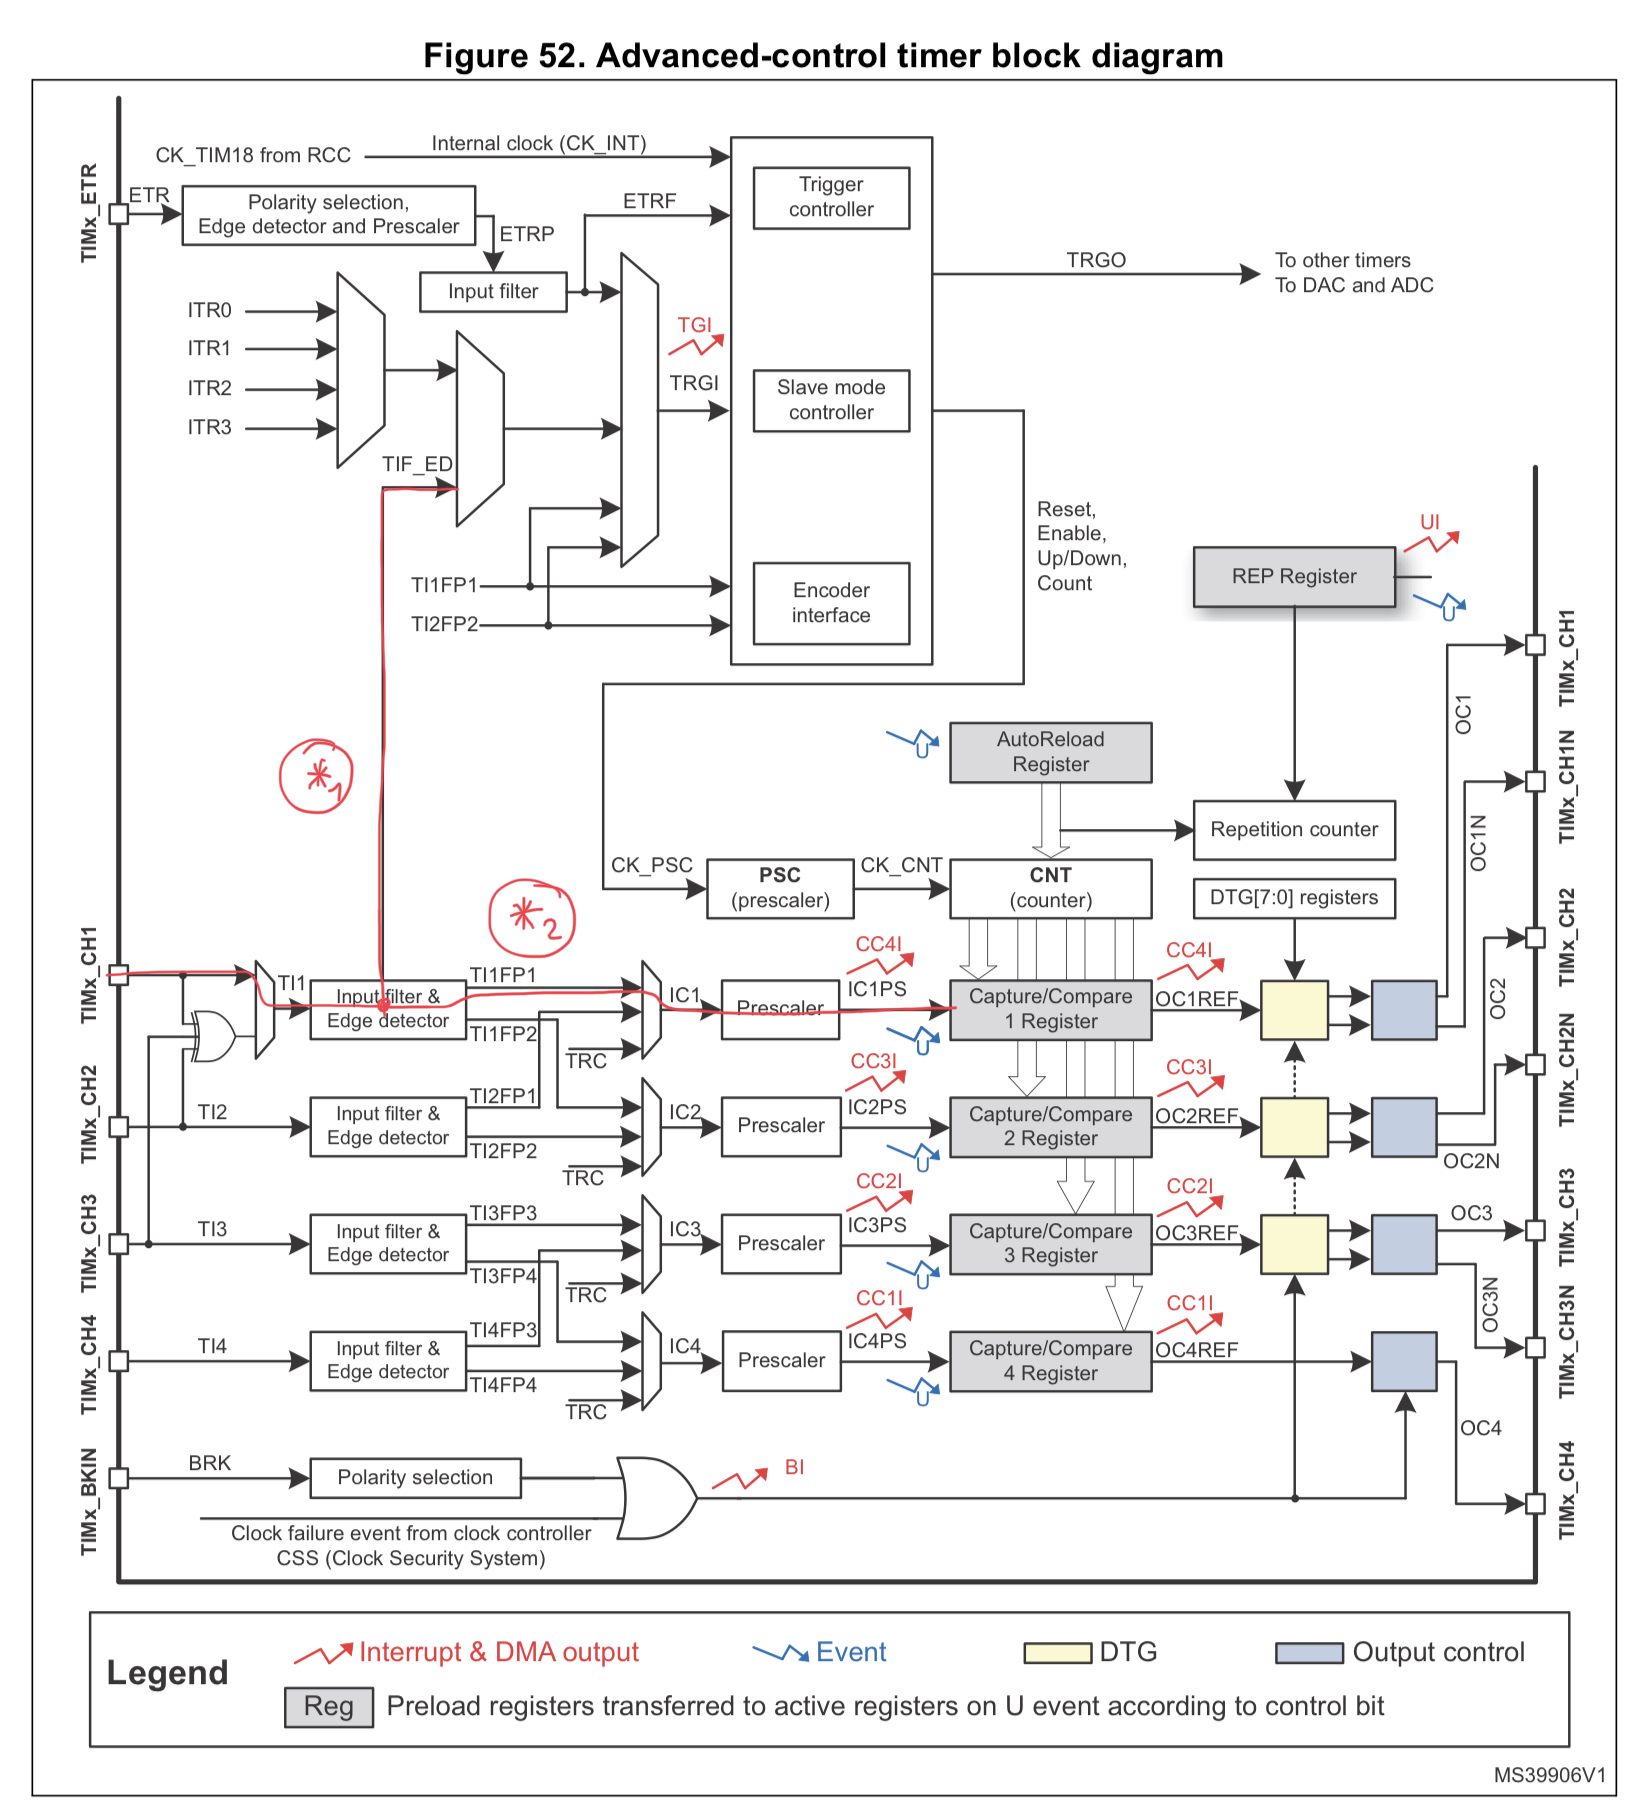 Figure 52. Advanced-control timer block diagram
CK_TIM18 from RCC
Internal clock (CK_INT)
TIMx_ETR
ETR
Polarity selection,
Edge detector and Prescaler
ETRP
Input filter
ETRF
Trigger
controller
TRGO
To other timers
To DAC and ADC
ITR0
ITR1
ITR2
ITR3
TGI
TRGI
Slave mode
controller
TIF_ED
Reset,
Enable,
Up/Down,
Count
UI
REP Register
U
TI1FP1
TI2FP2
Encoder
interface
TIMx_CH1
OC1
*1
U
AutoReload
Register
TIMx_CH1N
OC1N
Repetition counter
CK_PSC
PSC
(prescaler)
CK_CNT
CNT
(counter)
DTG[7:0] registers
*2
TIMx_CH1
TI1
Input filter &
Edge detector
TI1FP1
TI1FP2
TRC
IC1
Prescaler
CC4I
IC1PS
U
Capture/Compare
1 Register
CC4I
OC1REF
TIMx_CH2
OC2
TIMx_CH2N
OC2N
TIMx_CH2
TI2
Input filter &
Edge detector
TI2FP1
TI2FP2
TRC
IC2
Prescaler
CC3I
IC2PS
U
Capture/Compare
2 Register
CC3I
OC2REF
TIMx_CH3
TI3
Input filter &
Edge detector
TI3FP3
TI3FP4
TRC
IC3
Prescaler
CC2I
IC3PS
U
Capture/Compare
3 Register
CC2I
OC3REF
OC3
TIMx_CH3
OC3N
TIMx_CH3N
TIMx_CH4
TI4
Input filter &
Edge detector
TI4FP3
TI4FP4
TRC
IC4
Prescaler
CC1I
IC4PS
U
Capture/Compare
4 Register
CC1I
OC4REF
OC4
TIMx_CH4
TIMx_BKIN
BRK
Polarity selection
BI
Clock failure event from clock controller
CSS (Clock Security System)
Legend
Interrupt & DMA output
Event
DTG
Output control
Reg
Preload registers transferred to active registers on U event according to control bit
MS39906V1